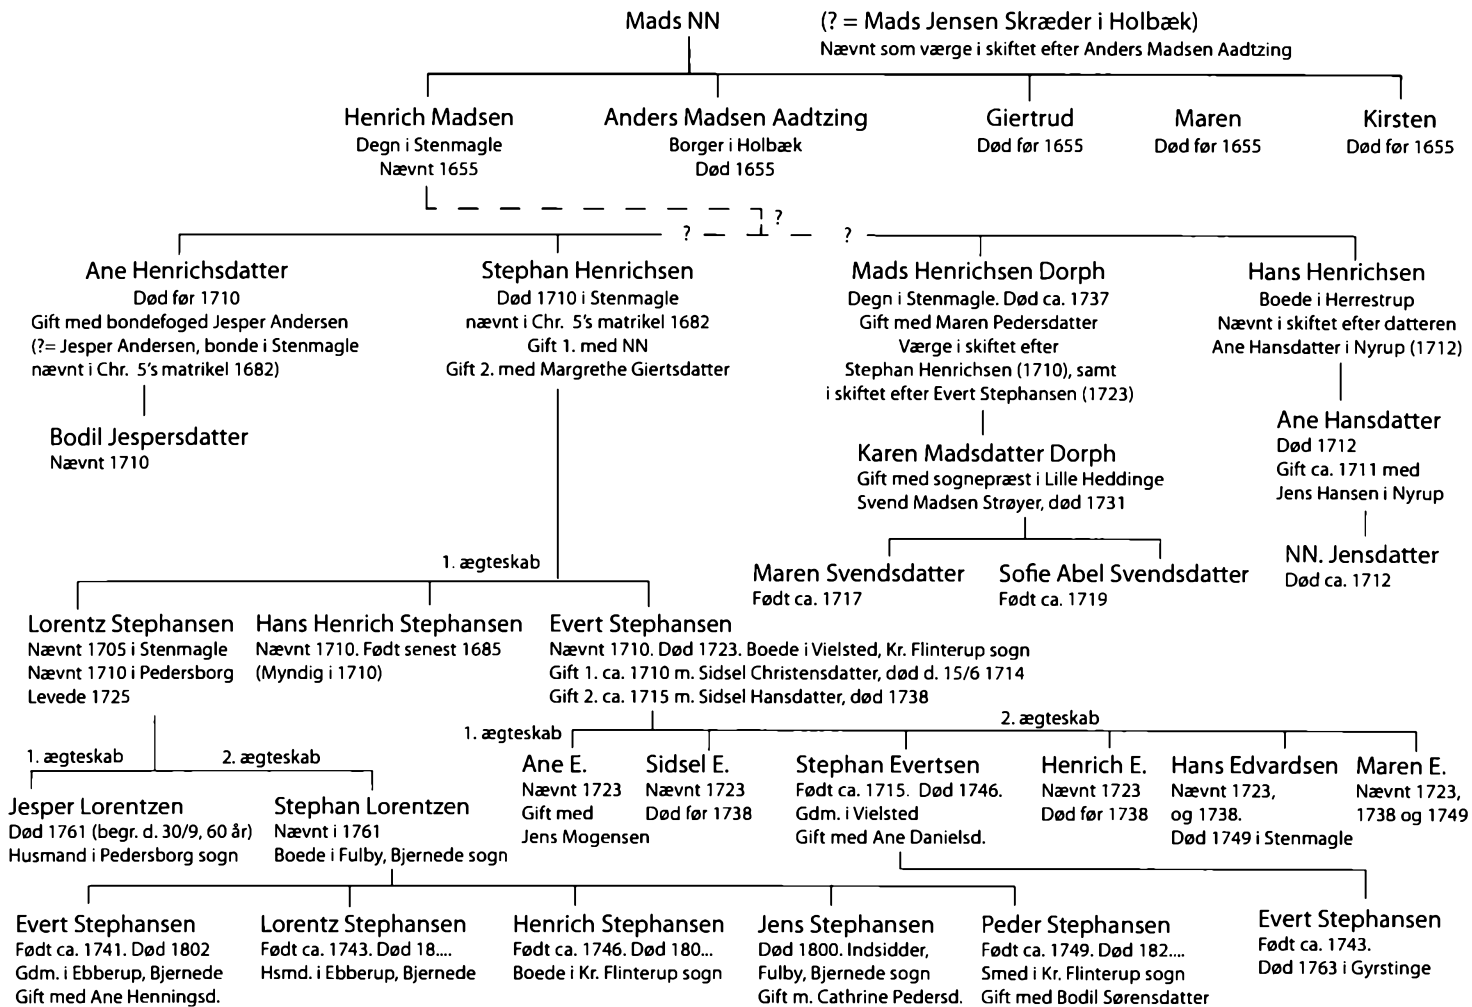 Mads NN
(? = Mads Jensen Skræder i Holbæk)
Nævnt som værge i skiftet efter Anders Madsen Aadtzing
Henrich Madsen
Degn i Stenmagle
Nævnt 1655
Anders Madsen Aadtzing
Borger i Holbæk
Død 1655
Giertrud
Død før 1655
Maren
Død før 1655
Kirsten
Død før 1655
?
?
?
Ane Henrichsdatter
Død før 1710
Gift med bondefoged Jesper Andersen
(?= Jesper Andersen, bonde i Stenmagle
nævnt i Chr. 5's matrikel 1682)
Bodil Jespersdatter
Nævnt 1710
Stephan Henrichsen
Død 1710 i Stenmagle
nævnt i Chr. 5's matrikel 1682
Gift 1. med NN
Gift 2. med Margrethe Giertsdatter
Mads Henrichsen Dorph
Degn i Stenmagle. Død ca. 1737
Gift med Maren Pedersdatter
Værge i skiftet efter
Stephan Henrichsen (1710), samt
i skiftet efter Evert Stephansen (1723)
Karen Madsdatter Dorph
Gift med sognepræst i Lille Heddinge
Svend Madsen Strøyer, død 1731
Maren Svendsdatter
Født ca. 1717
Sofie Abel Svendsdatter
Født ca. 1719
Hans Henrichsen
Boede i Herrestrup
Nævnt i skiftet efter datteren
Ane Hansdatter i Nyrup (1712)
Ane Hansdatter
Død 1712
Gift ca. 1711 med
Jens Hansen i Nyrup
NN. Jensdatter
Død ca. 1712
1. ægteskab
Lorentz Stephansen
Nævnt 1705 i Stenmagle
Nævnt 1710 i Pedersborg
Levede 1725
Hans Henrich Stephansen
Nævnt 1710. Født senest 1685
(Myndig i 1710)
Evert Stephansen
Nævnt 1710. Død 1723. Boede i Vielsted, Kr. Flinterup sogn
Gift 1. ca. 1710 m. Sidsel Christensdatter, død d. 15/6 1714
Gift 2. ca. 1715 m. Sidsel Hansdatter, død 1738
1. ægteskab
2. ægteskab
1. ægteskab
2. ægteskab
Jesper Lorentzen
Død 1761 (begr. d. 30/9, 60 år)
Husmand i Pedersborg sogn
Stephan Lorentzen
Nævnt i 1761
Boede i Fulby, Bjernede sogn
Ane E.
Nævnt 1723
Gift med
Jens Mogensen
Sidsel E.
Nævnt 1723
Død før 1738
Stephan Evertsen
Født ca. 1715. Død 1746.
Gdm. i Vielsted
Gift med Ane Danielsd.
Henrich E.
Nævnt 1723
Død før 1738
Hans Edvardsen
Nævnt 1723,
og 1738.
Død 1749 i Stenmagle
Maren E.
Nævnt 1723,
1738 og 1749
Evert Stephansen
Født ca. 1741. Død 1802
Gdm. i Ebberup, Bjernede
Gift med Ane Henningsd.
Lorentz Stephansen
Født ca. 1743. Død 18....
Hsmd. i Ebberup, Bjernede
Henrich Stephansen
Født ca. 1746. Død 180...
Boede i Kr. Flinterup sogn
Jens Stephansen
Død 1800. Indsidder,
Fulby, Bjernede sogn
Gift m. Cathrine Pedersd.
Peder Stephansen
Født ca. 1749. Død 182....
Smed i Kr. Flinterup sogn
Gift med Bodil Sørensdatter
Evert Stephansen
Født ca. 1743.
Død 1763 i Gyrstinge